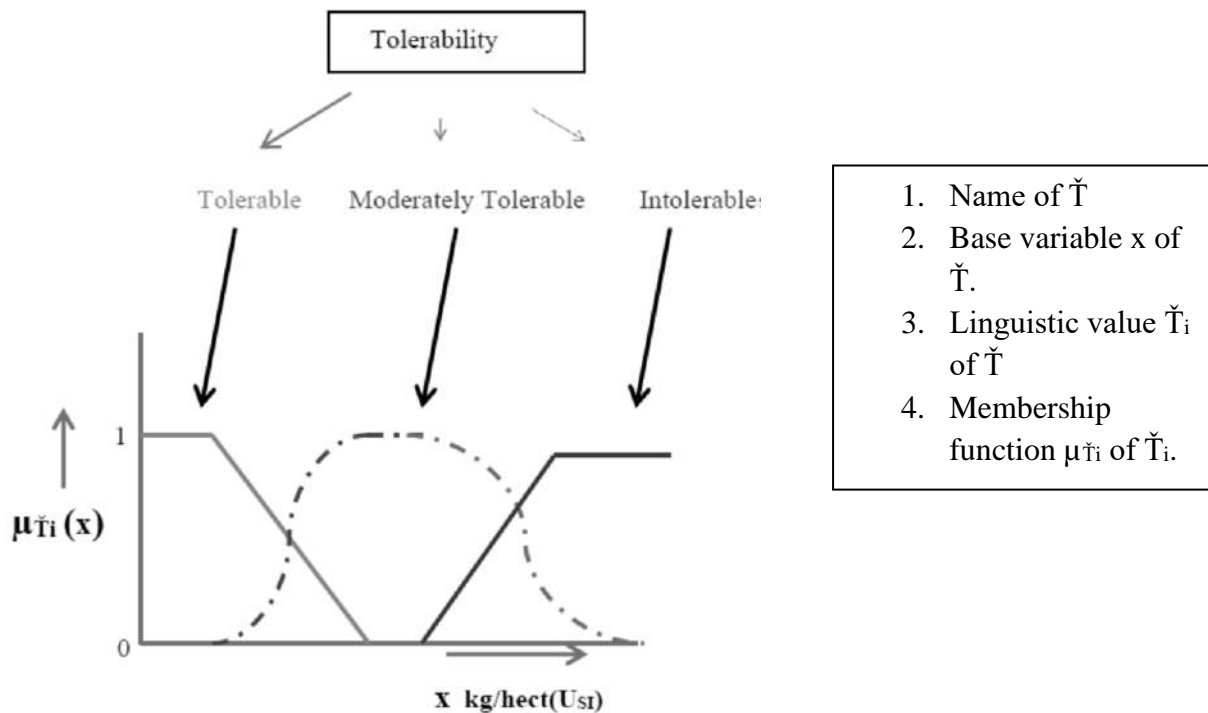 Tolerability
Tolerable Moderately Tolerable Intolerables
1. Name of Ť
2. Base variable x of
Ť.
3. Linguistic value Ťi
of Ť
4. Membership
function µŤi of Ťi.
1
µŤi (x)
0
x kg/hect(USI)